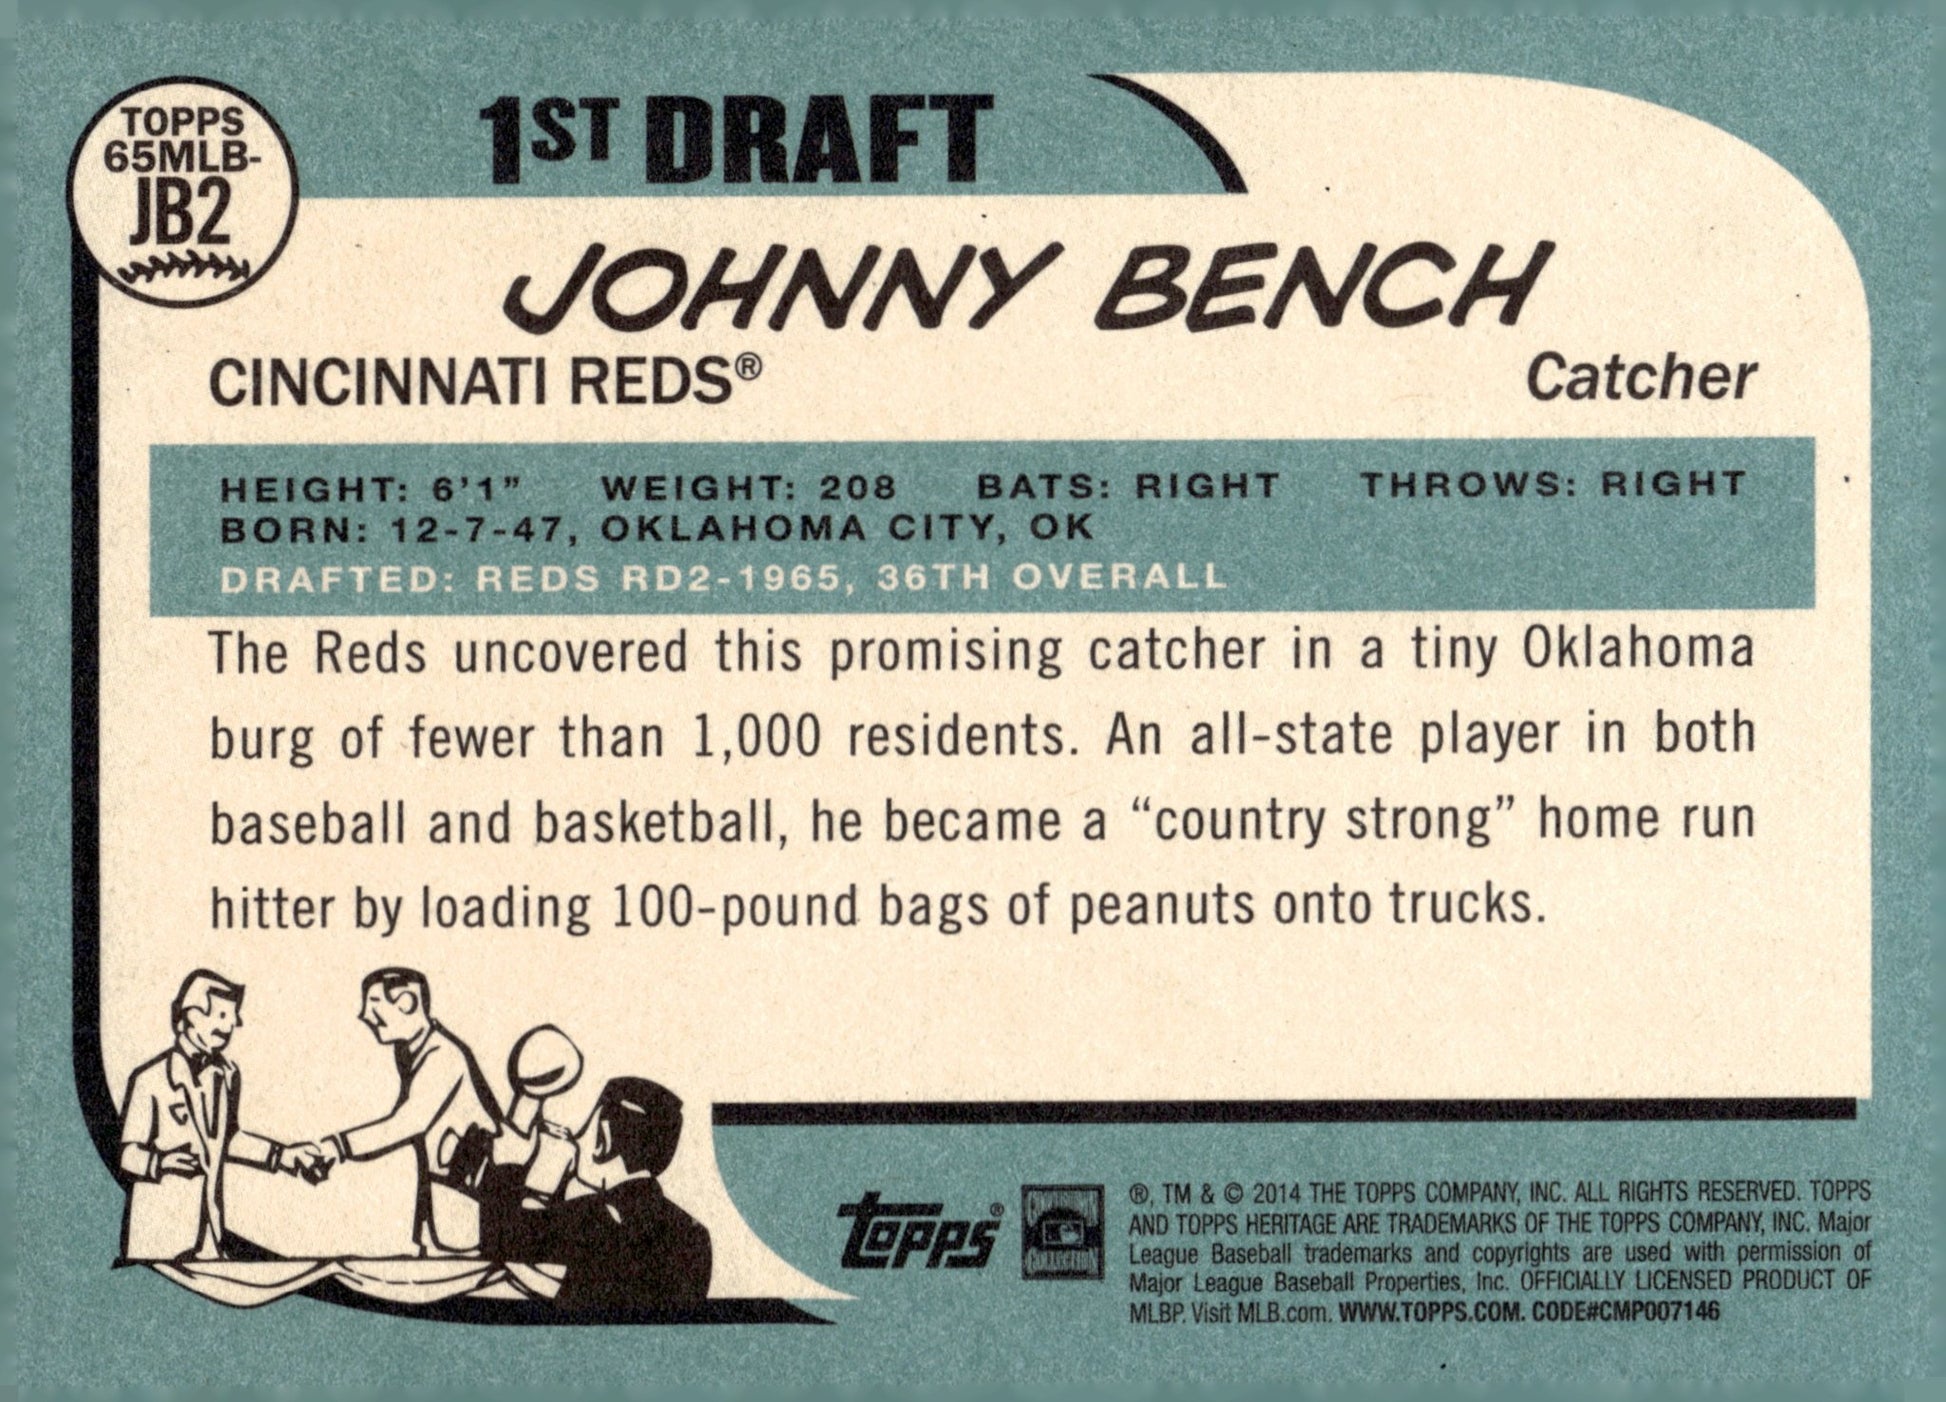 TOPPS
65MLB-
JB2
1ST DRAFT
JOHNNY BENCH
CINCINNATI REDS® Catcher
HEIGHT: 6'1" WEIGHT: 208 BATS: RIGHT THROWS: RIGHT
BORN: 12-7-47, OKLAHOMA CITY, OK
DRAFTED: REDS RD2-1965, 36TH OVERALL
The Reds uncovered this promising catcher in a tiny Oklahoma
burg of fewer than 1,000 residents. An all-state player in both
baseball and basketball, he became a “country strong” home run
hitter by loading 100-pound bags of peanuts onto trucks.
topps®
®, TM & © 2014 THE TOPPS COMPANY, INC. ALL RIGHTS RESERVED. TOPPS
AND TOPPS HERITAGE ARE TRADEMARKS OF THE TOPPS COMPANY, INC. Major
League Baseball trademarks and copyrights are used with permission of
Major League Baseball Properties, Inc. OFFICIALLY LICENSED PRODUCT OF
MLBP. Visit MLB.com. WWW.TOPPS.COM. CODE#CMP007146